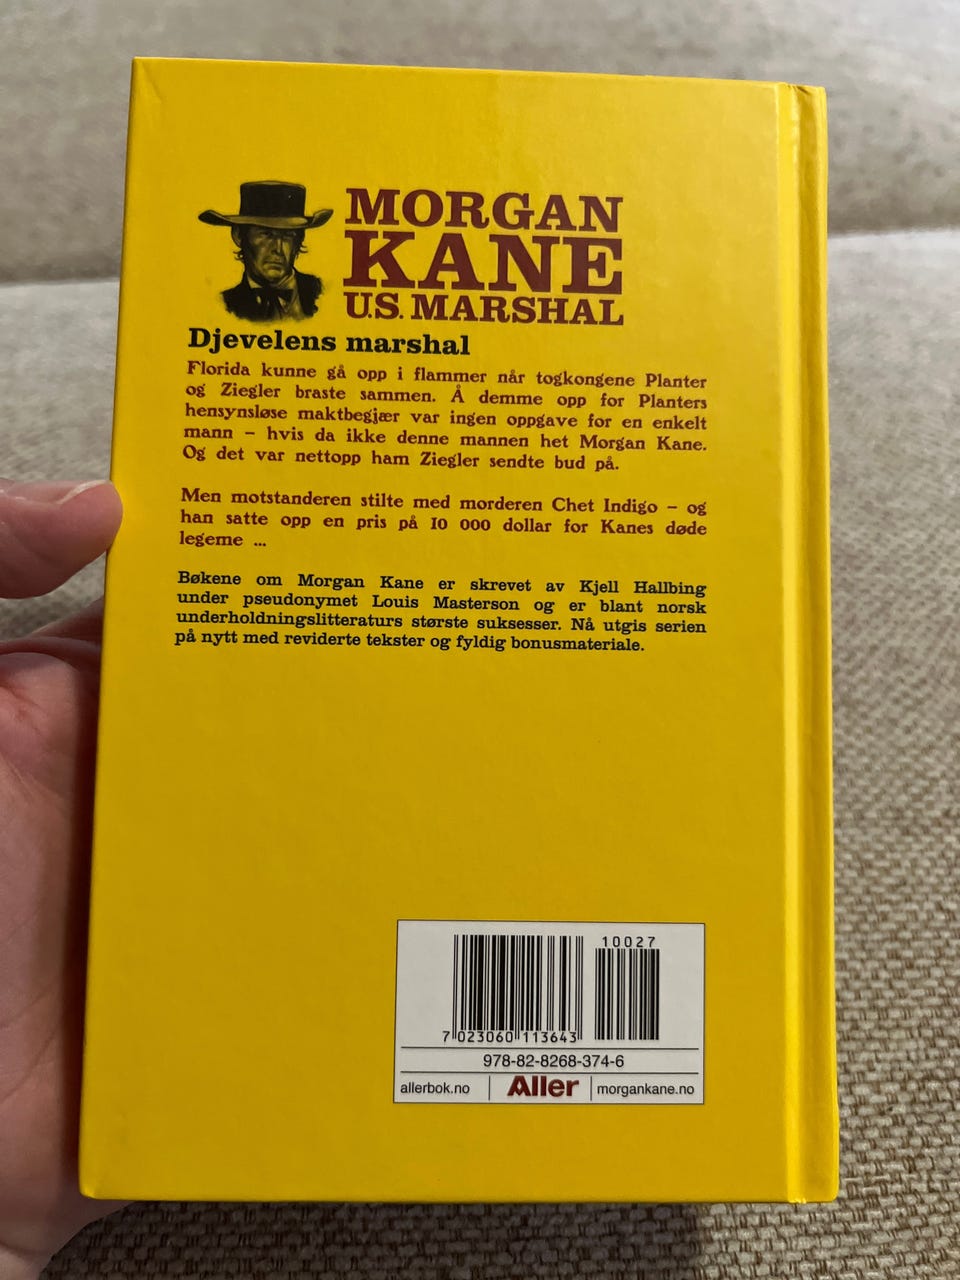 MORGAN
KANE
U.S. MARSHAL
Djevelens marshal
Florida kunne gå opp i flammer når togkongene Planter
og Ziegler braste sammen. Å demme opp for Planters
hensynsløse maktbegjær var ingen oppgave for en enkelt
mann – hvis da ikke denne mannen het Morgan Kane.
Og det var nettopp ham Ziegler sendte bud på.
Men motstanderen stilte med morderen Chet Indigo – og
han satte opp en pris på 10 000 dollar for Kanes døde
legeme ...
Bøkene om Morgan Kane er skrevet av Kjell Hallbing
under pseudonymet Louis Masterson og er blant norsk
underholdningslitteraturs største suksesser. Nå utgis serien
på nytt med reviderte tekster og fyldig bonusmateriale.
10027
7 023060 113643
978-82-8268-374-6
allerbok.no Aller morgankane.no